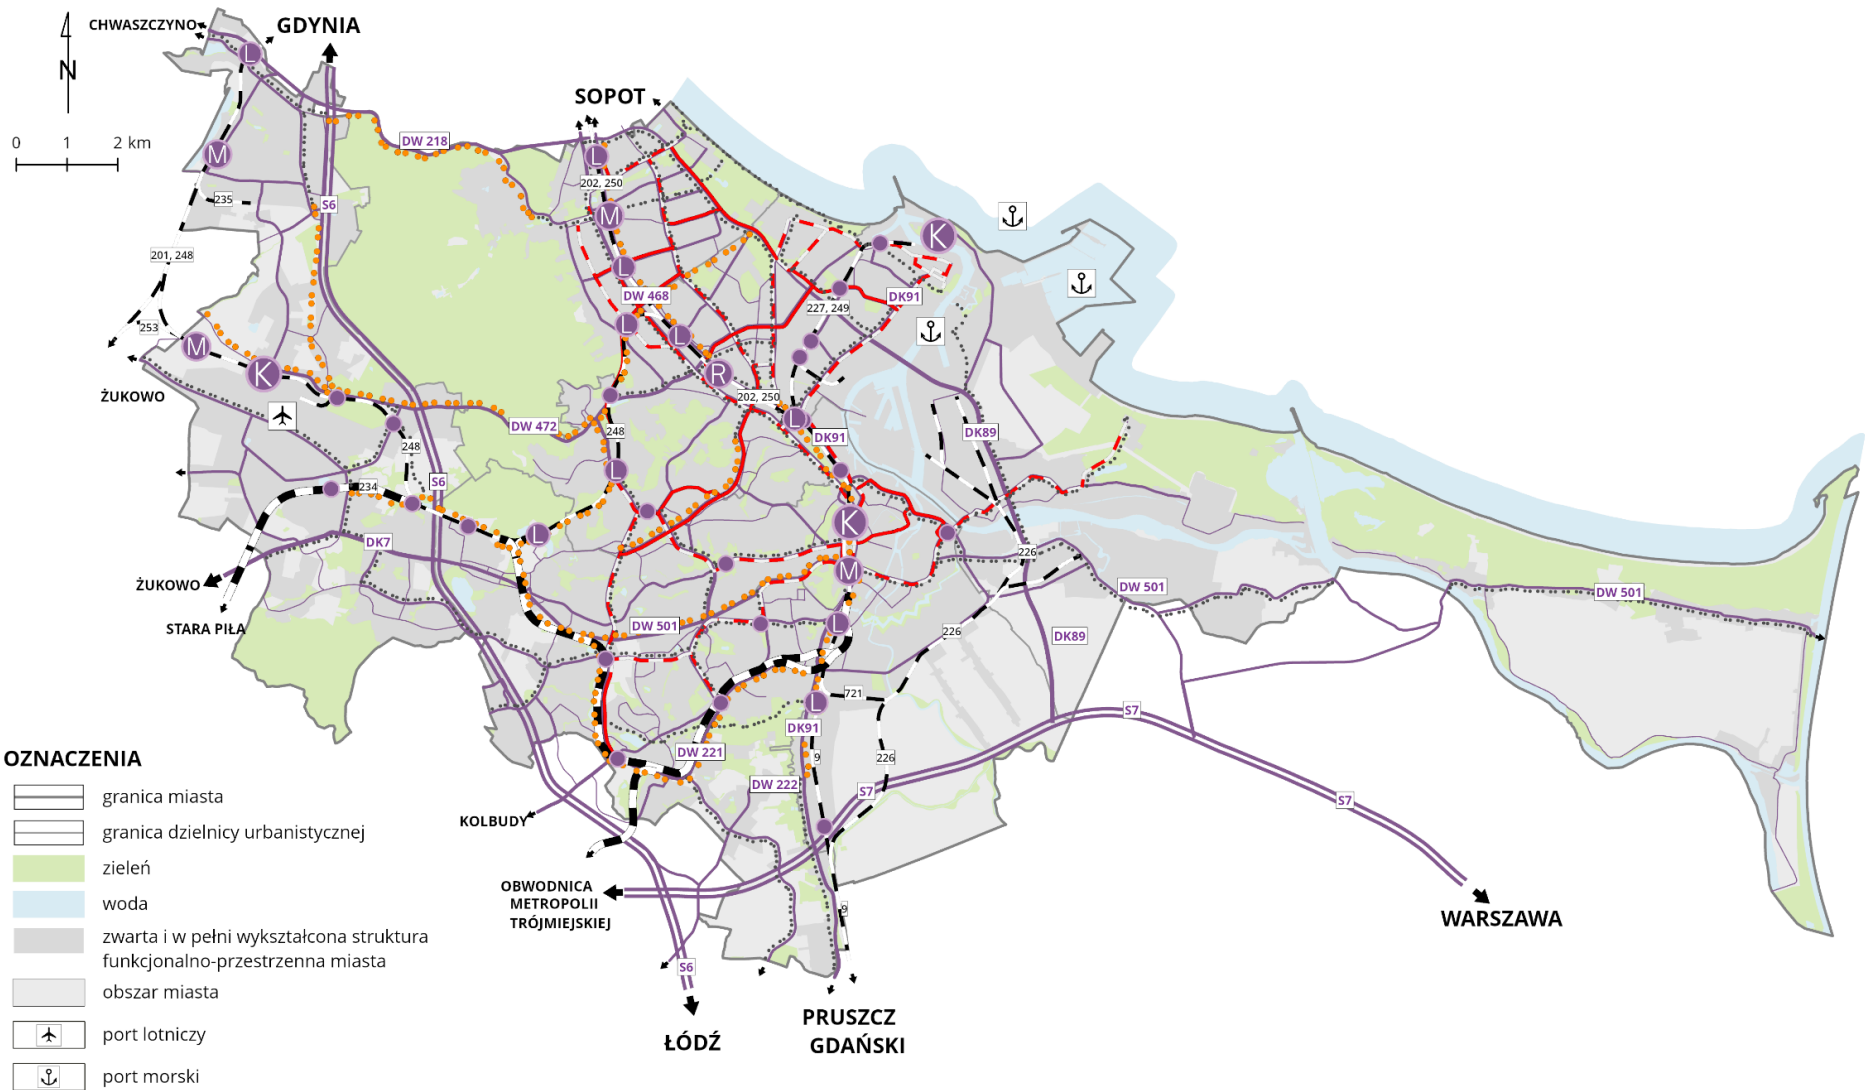 CHWASZCZYNO
GDYNIA
N
SOPOT
0 1 2 km
DW 218
L
L
M
202, 250
235
S6
M
K
201, 248
L
DW 468
DK91
227, 249
253
M
L
L
K
R
ŻUKOWO
202, 250
L
DW 472
248
DK91
DK89
248
L
S6
234
K
L
DK7
226
M
ŻUKOWO
DW 501
DW 501
STARA PIŁA
DW 501
L
226
DK89
721
L
S7
DK91
DW 221
9
226
DW 222
S7
S7
KOLBUDY
OBWODNICA
METROPOLII
TRÓJMIEJSKIEJ
9
WARSZAWA
S6
PRUSZCZ
GDAŃSKI
ŁÓDŹ
OZNACZENIA
granica miasta
granica dzielnicy urbanistycznej
zieleń
woda
zwarta i w pełni wykształcona struktura
funkcjonalno-przestrzenna miasta
obszar miasta
port lotniczy
port morski